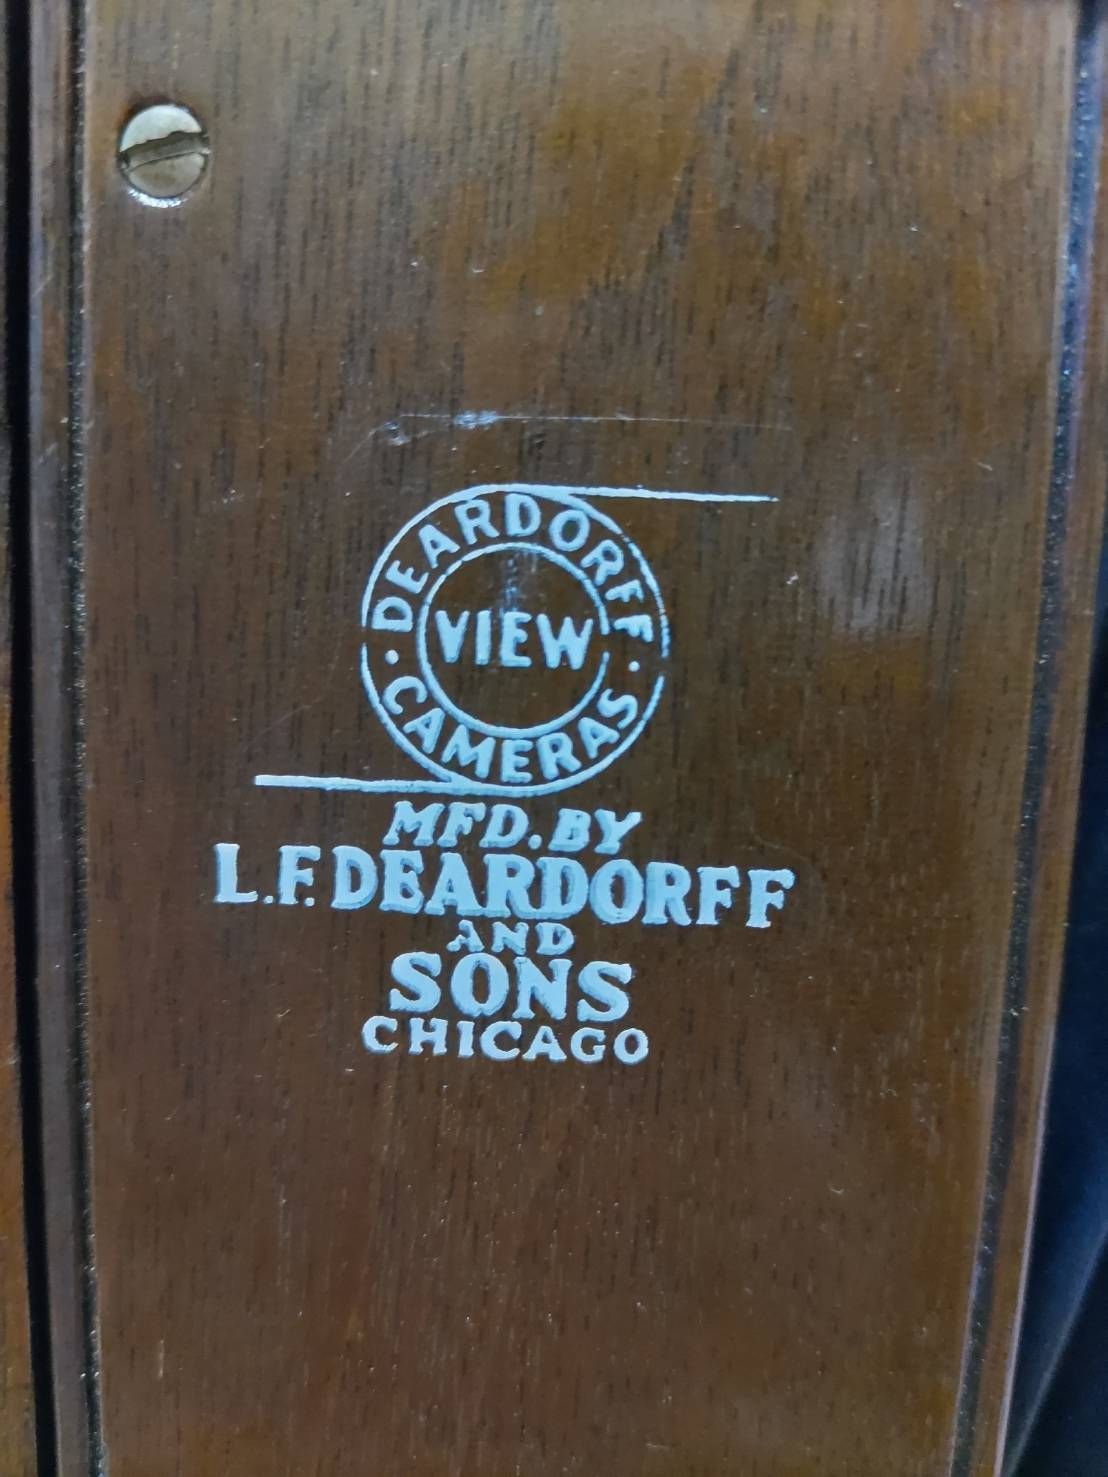 DEARDORFF
VIEW
· CAMERAS ·
MFD. BY
L.F. DEARDORFF
AND
SONS
CHICAGO